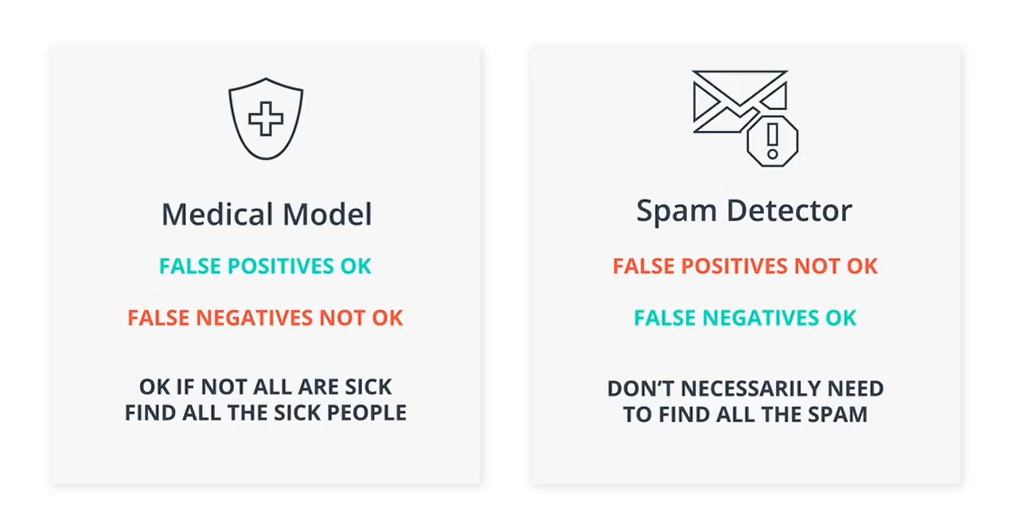 Medical Model
FALSE POSITIVES OK
FALSE NEGATIVES NOT OK
OK IF NOT ALL ARE SICK
FIND ALL THE SICK PEOPLE
Spam Detector
FALSE POSITIVES NOT OK
FALSE NEGATIVES OK
DON’T NECESSARILY NEED
TO FIND ALL THE SPAM